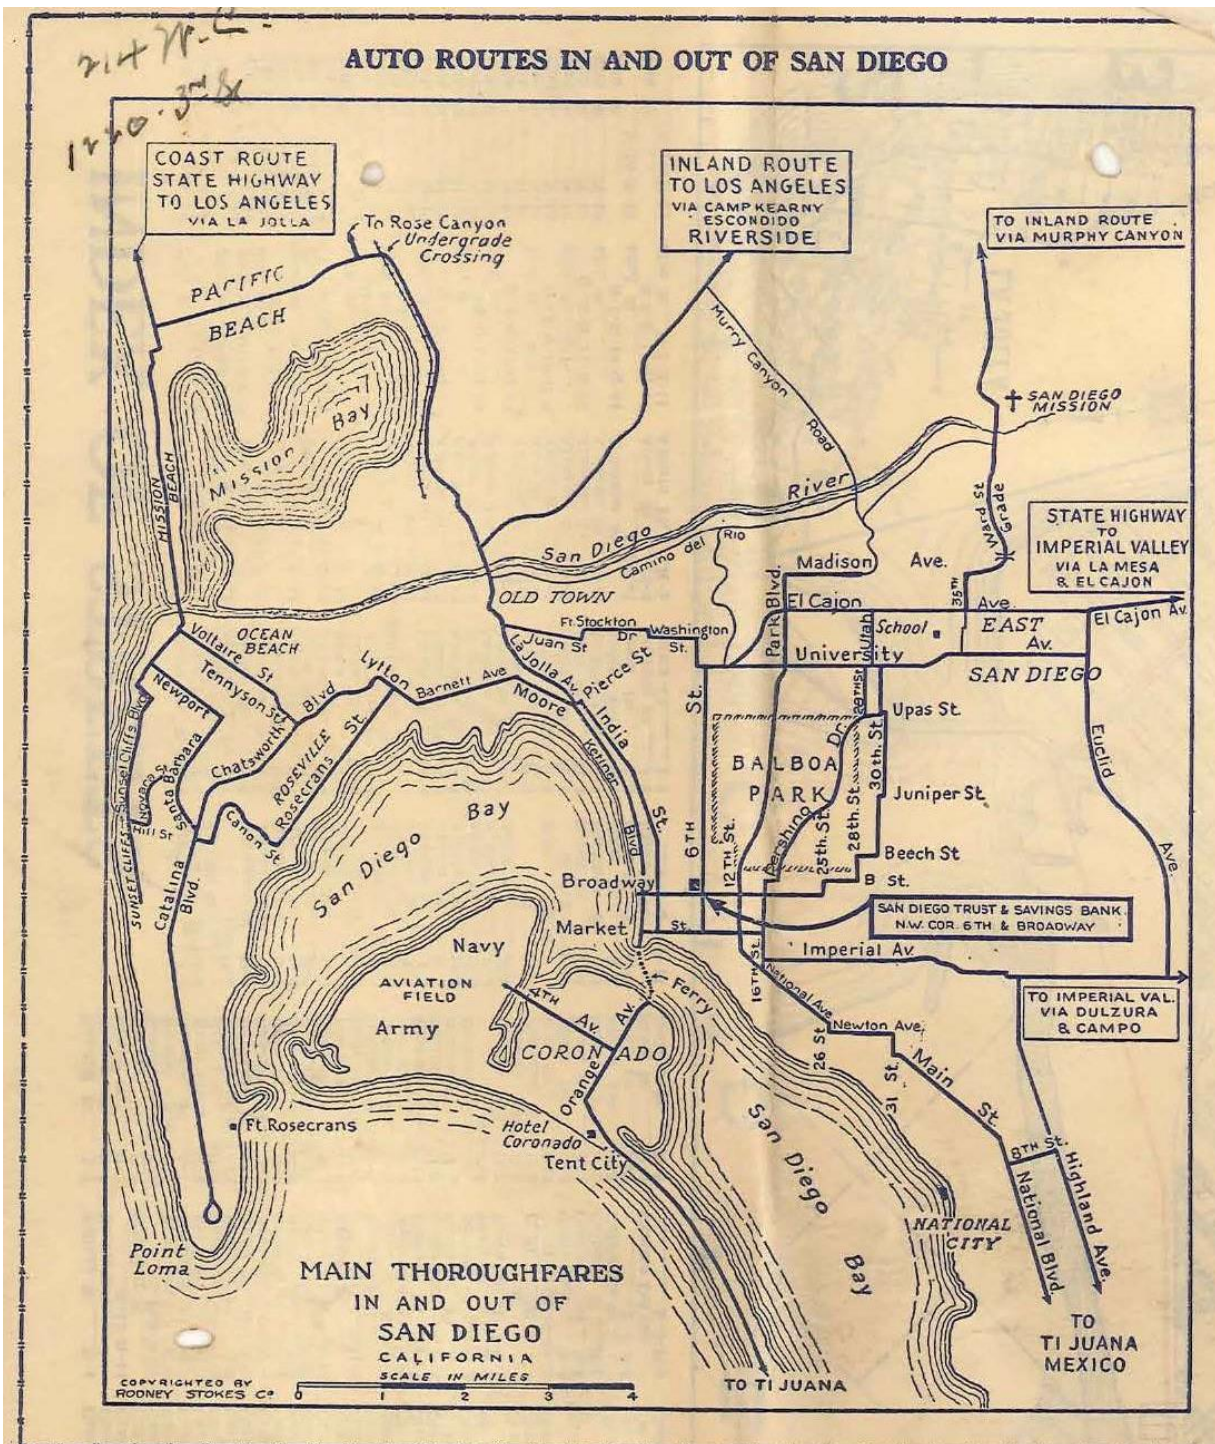 214 W. C.
1220. 3rd St
AUTO ROUTES IN AND OUT OF SAN DIEGO
COAST ROUTE
STATE HIGHWAY
TO LOS ANGELES
VIA LA JOLLA
INLAND ROUTE
TO LOS ANGELES
VIA CAMP KEARNY
ESCONDIDO
RIVERSIDE
TO INLAND ROUTE
VIA MURPHY CANYON
To Rose Canyon
Undergrade
Crossing
PACIFIC
BEACH
Murry Canyon
Road
SAN DIEGO
MISSION
Mission Bay
MISSION
BEACH
San Diego River
Camino del Rio
Ward St
Grade
STATE HIGHWAY
TO
IMPERIAL VALLEY
VIA LA MESA
& EL CAJON
Madison Ave.
Park Blvd.
El Cajon Ave.
El Cajon Av.
35TH
OLD TOWN
Ft. Stockton
Dr
Washington
St.
Juan St
La Jolla Av.
Pierce St
Utah
School
EAST
SAN DIEGO
University Av.
OCEAN
BEACH
Voltaire St
Tennyson St.
Newport
Lytton
Barnett Ave
Moore
Blvd
Chatsworth
ROSEVILLE
Rosecrans St.
Santa Barbara
Novarra St
Sunset Cliffs Blvd
Hill St
SUNSET CLIFFS
Canon St
Catalina
Blvd.
India St.
Kettner Blvd
6TH St.
28TH St
Upas St.
BALBOA
PARK
Pershing Dr.
30th. St.
Juniper St.
28th. St.
25th. St.
12TH St.
Beech St
B St.
Euclid Ave.
San Diego Bay
Broadway
Market St.
SAN DIEGO TRUST & SAVINGS BANK
N.W. COR. 6TH & BROADWAY
Imperial Av.
16TH St.
National Ave.
Newton Ave.
26 St
31 St.
Main St.
TO IMPERIAL VAL.
VIA DULZURA
& CAMPO
Navy
AVIATION
FIELD
Army
4TH Av.
Ferry
CORONADO
Orange Av.
Hotel
Coronado
Tent City
Ft. Rosecrans
San Diego Bay
8TH St.
Highland Ave.
National Blvd.
NATIONAL
CITY
Point
Loma
MAIN THOROUGHFARES
IN AND OUT OF
SAN DIEGO
CALIFORNIA
SCALE IN MILES
0 1 2 3 4
COPYRIGHTED BY
RODNEY STOKES Co
TO TI JUANA
TO
TI JUANA
MEXICO